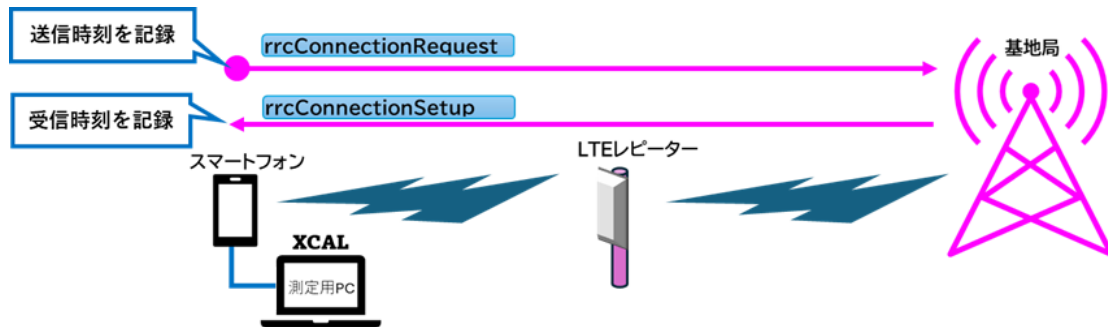 送信時刻を記録
rrcConnectionRequest
基地局
rrcConnectionSetup
受信時刻を記録
スマートフォン
LTEレピーター
XCAL
測定用PC